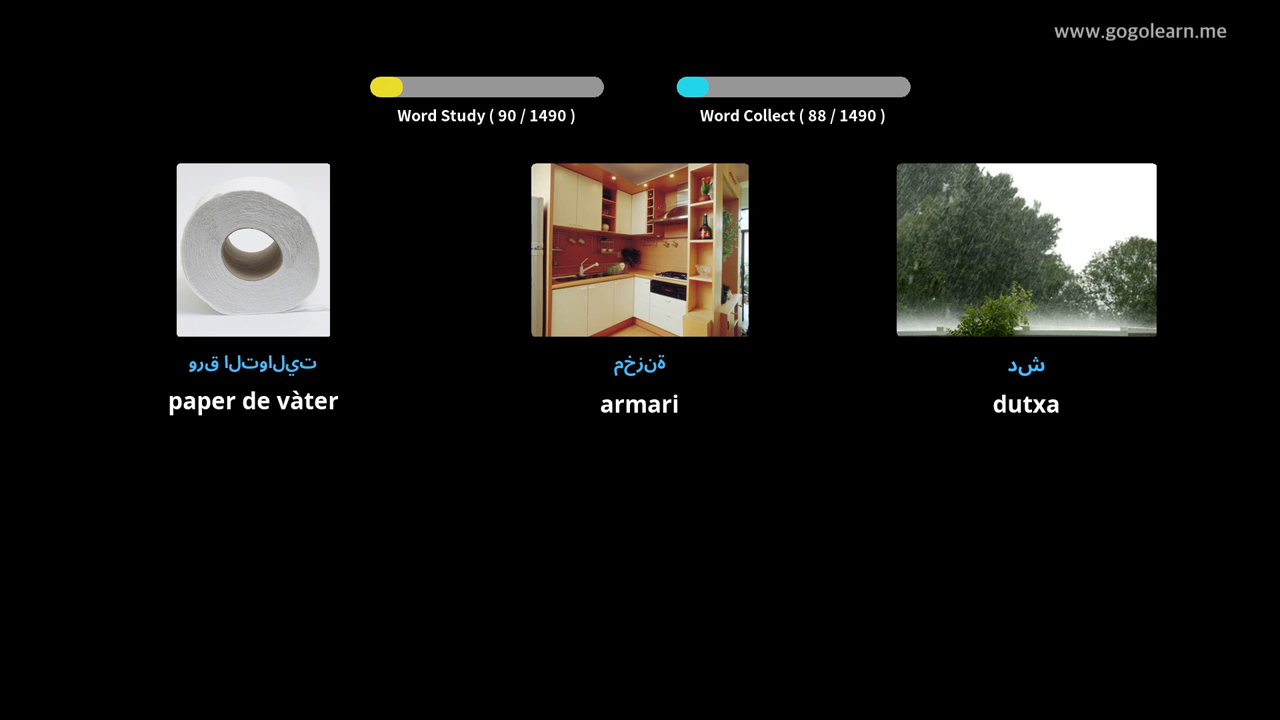 www.gogolearn.me
Word Study ( 90 / 1490 )
Word Collect ( 88 / 1490 )
ورق التواليت
paper de vàter
مخزنة
armari
دش
dutxa